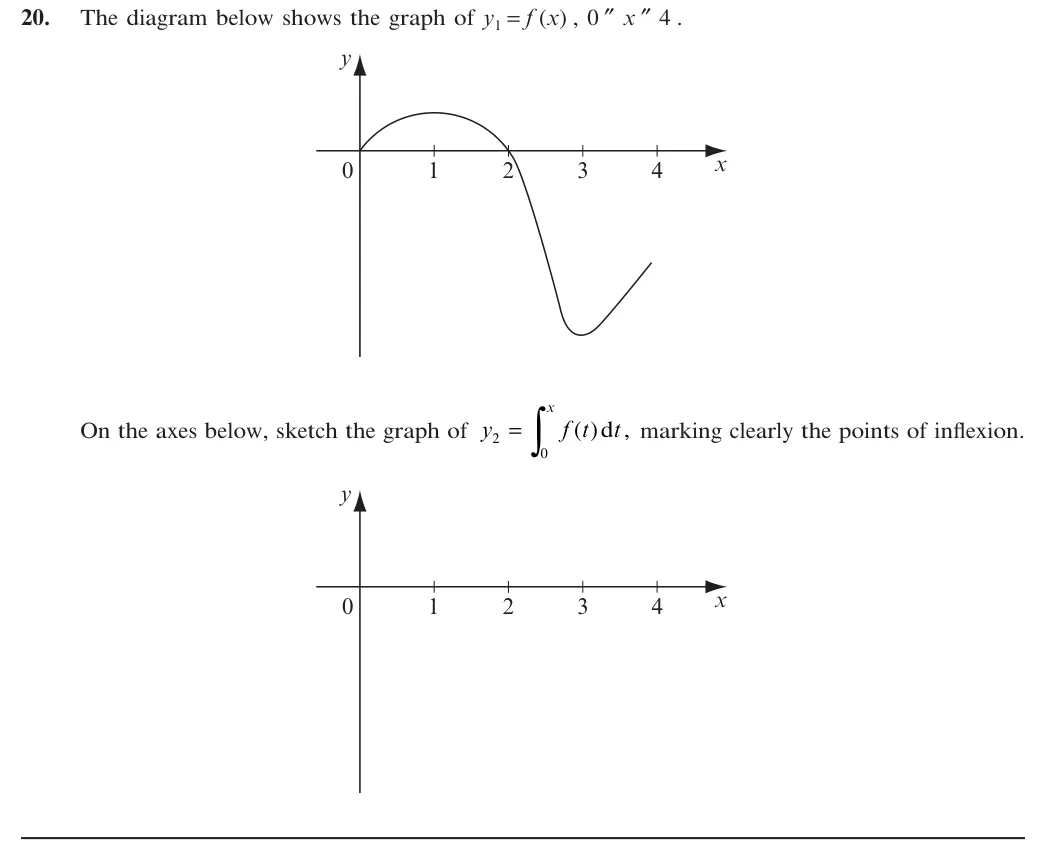 20. The diagram below shows the graph of y₁ = f (x) , 0 ″ x ″ 4 .
y
0 1 2 3 4 x
On the axes below, sketch the graph of y₂ = ∫₀ˣ f (t) dt, marking clearly the points of inflexion.
y
0 1 2 3 4 x